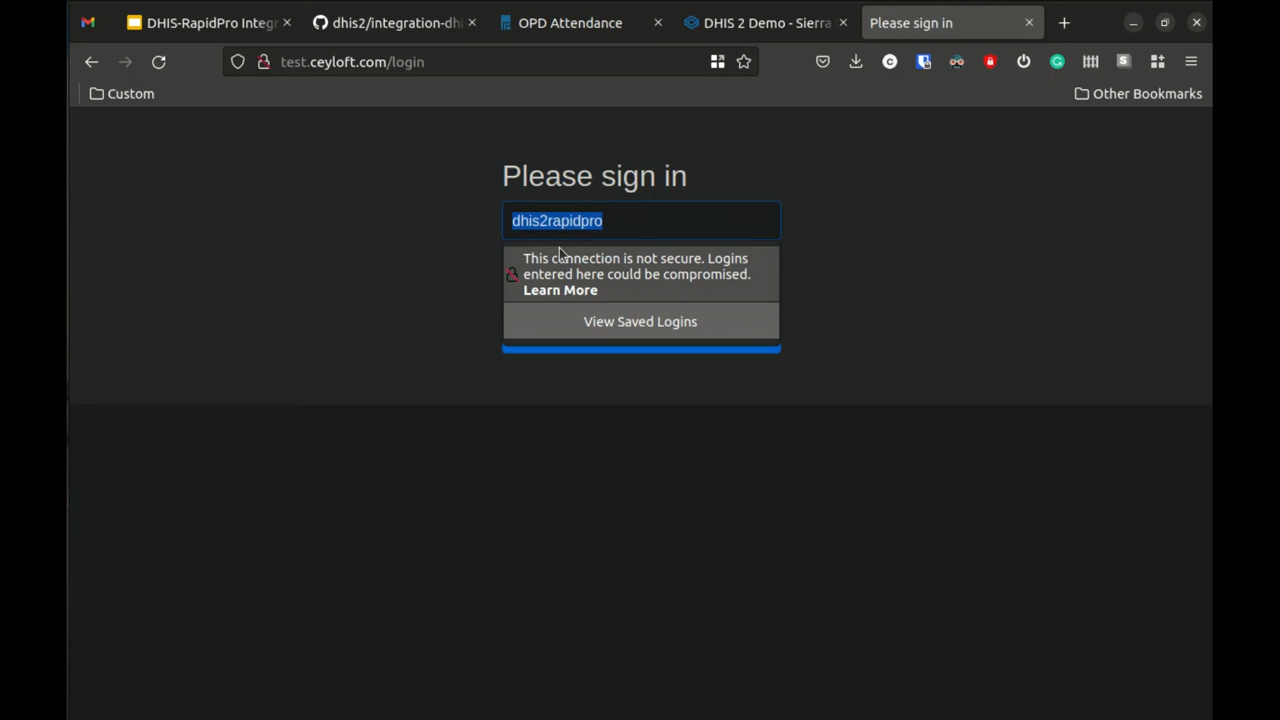 DHIS-RapidPro Integr
dhis2/integration-dhi
OPD Attendance
DHIS 2 Demo - Sierra
Please sign in
test.ceyloft.com/login
Custom
Other Bookmarks
Please sign in
dhis2rapidpro
This connection is not secure. Logins
entered here could be compromised.
Learn More
View Saved Logins